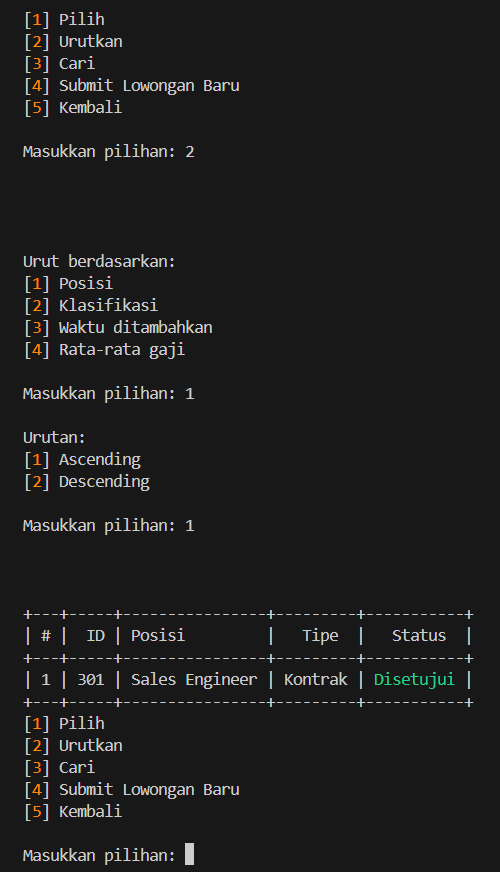 [1] Pilih
[2] Urutkan
[3] Cari
[4] Submit Lowongan Baru
[5] Kembali
Masukkan pilihan: 2
Urut berdasarkan:
[1] Posisi
[2] Klasifikasi
[3] Waktu ditambahkan
[4] Rata-rata gaji
Masukkan pilihan: 1
Urutan:
[1] Ascending
[2] Descending
Masukkan pilihan: 1
+---+-----+----------------+---------+-----------+
| # |  ID | Posisi         |   Tipe  |   Status  |
+---+-----+----------------+---------+-----------+
| 1 | 301 | Sales Engineer | Kontrak | Disetujui |
+---+-----+----------------+---------+-----------+
[1] Pilih
[2] Urutkan
[3] Cari
[4] Submit Lowongan Baru
[5] Kembali
Masukkan pilihan: